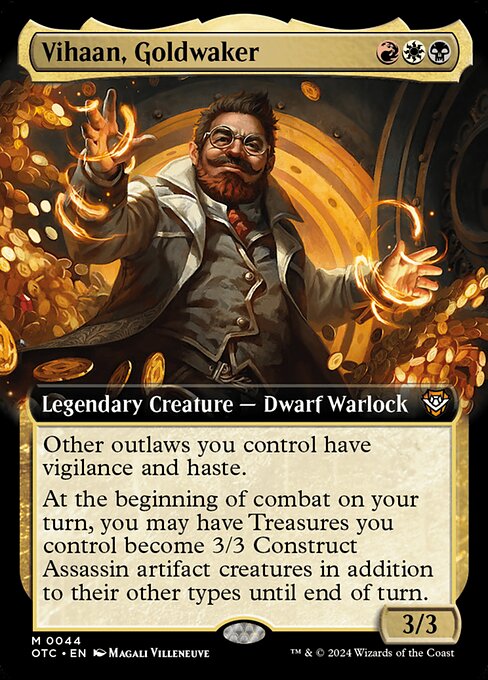 Vihaan, Goldwaker
Legendary Creature — Dwarf Warlock
Other outlaws you control have
vigilance and haste.
At the beginning of combat on your
turn, you may have Treasures you
control become 3/3 Construct
Assassin artifact creatures in addition
to their other types until end of turn.
3/3
M 0044
OTC • EN Magali Villeneuve
™ & © 2024 Wizards of the Coast